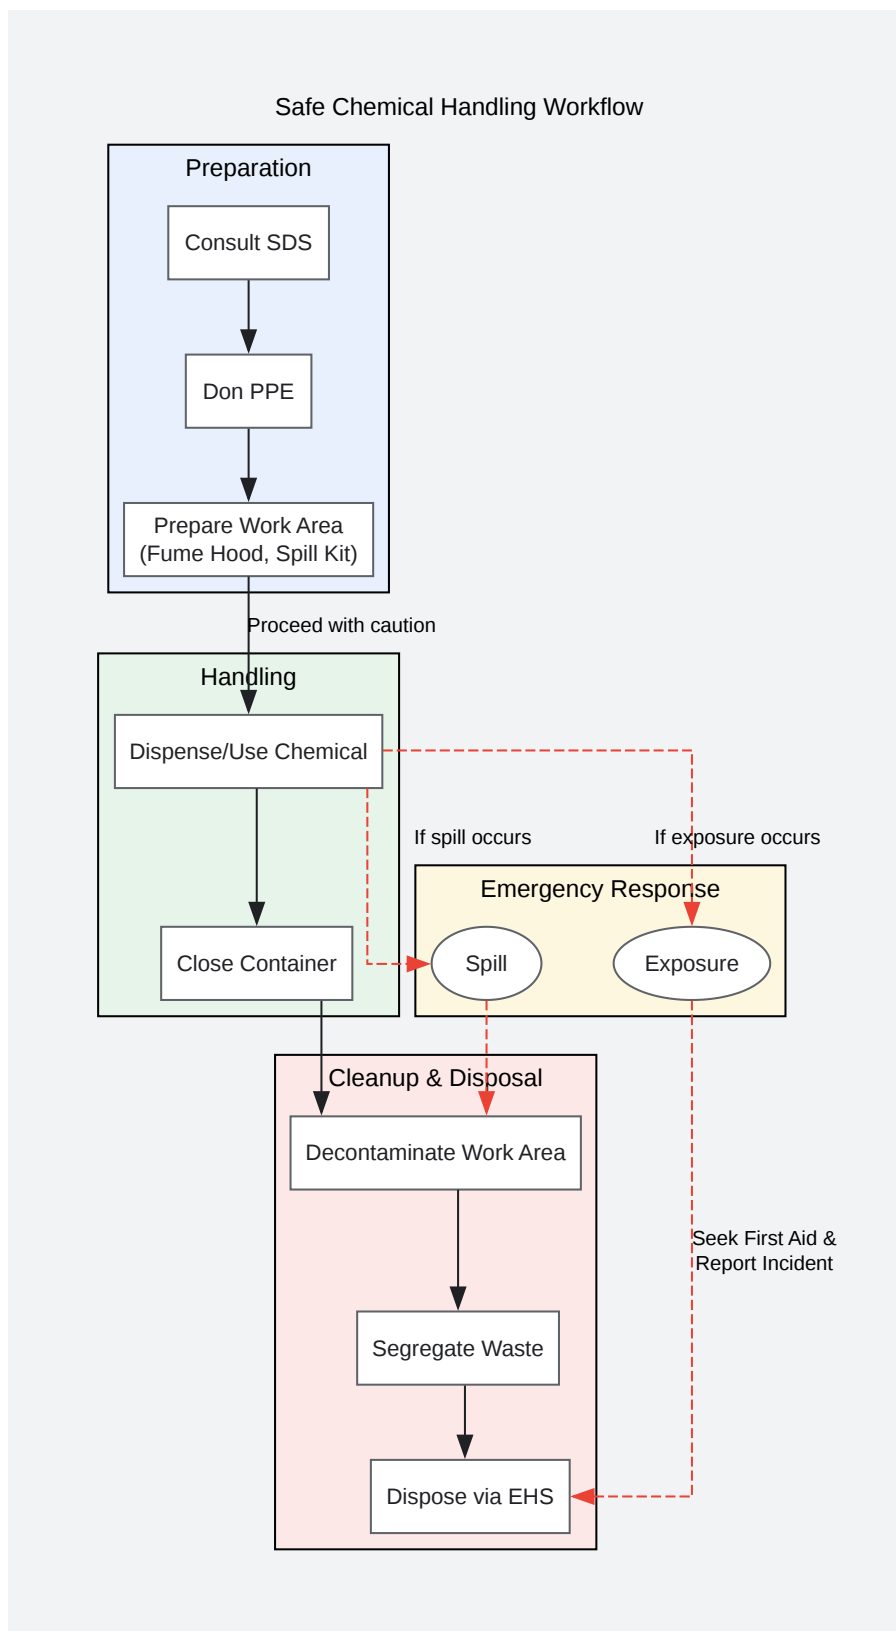 Safe Chemical Handling Workflow
Preparation
Consult SDS
Don PPE
Prepare Work Area
(Fume Hood, Spill Kit)
Proceed with caution
Handling
Dispense/Use Chemical
If spill occurs
If exposure occurs
Emergency Response
Close Container
Spill
Exposure
Cleanup & Disposal
Decontaminate Work Area
Seek First Aid &
Report Incident
Segregate Waste
Dispose via EHS